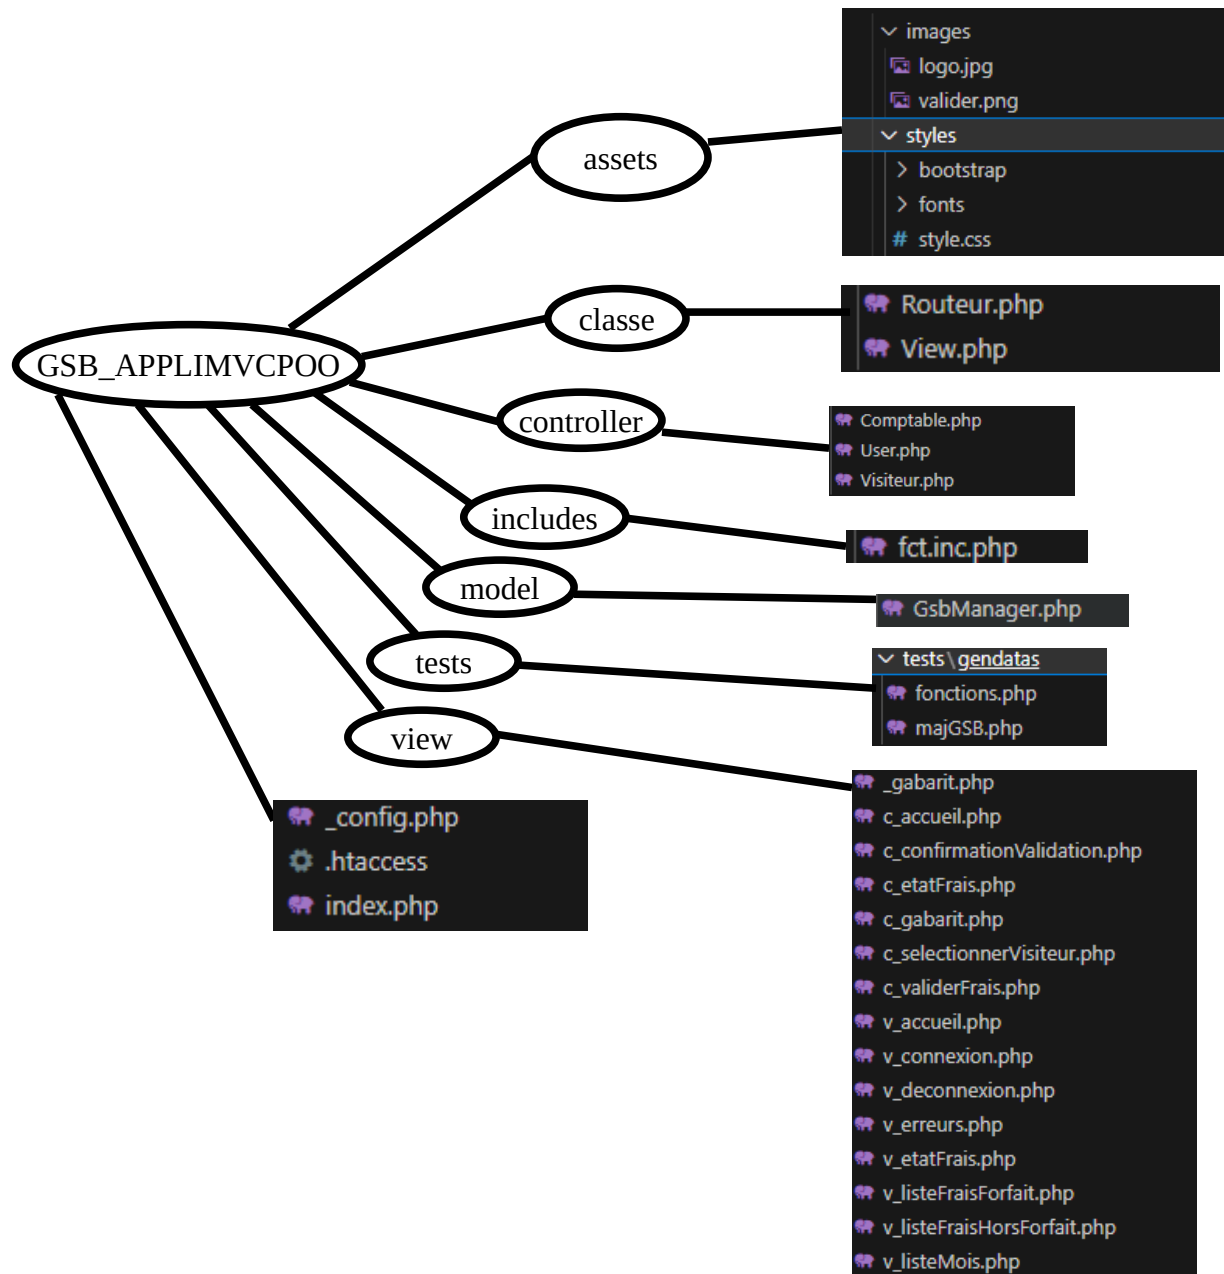 images
logo.jpg
valider.png
styles
bootstrap
fonts
# style.css
assets
classe
Routeur.php
View.php
GSB_APPLIMVCPOO
controller
Comptable.php
User.php
Visiteur.php
includes
fct.inc.php
model
GsbManager.php
tests
tests\gendatas
fonctions.php
majGSB.php
view
_gabarit.php
c_accueil.php
c_confirmationValidation.php
c_etatFrais.php
c_gabarit.php
c_selectionnerVisiteur.php
c_validerFrais.php
v_accueil.php
v_connexion.php
v_deconnexion.php
v_erreurs.php
v_etatFrais.php
v_listeFraisForfait.php
v_listeFraisHorsForfait.php
v_listeMois.php
_config.php
.htaccess
index.php